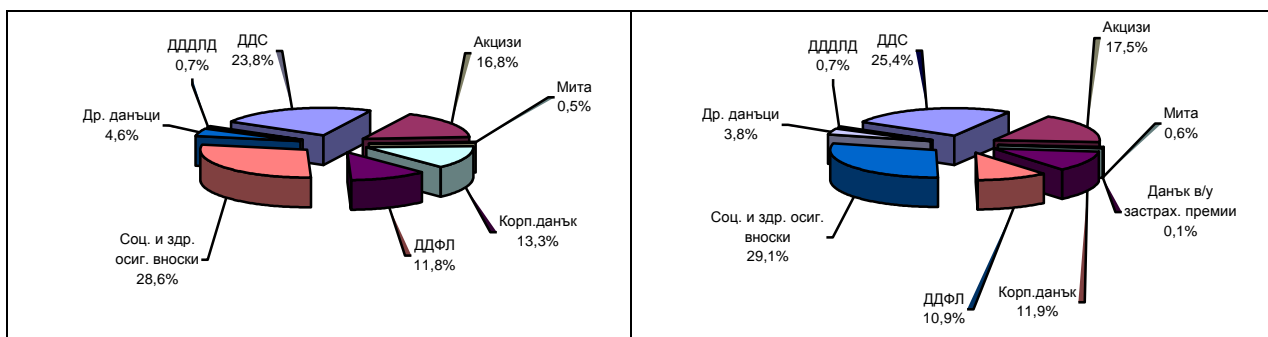 ДДДЛД
0,7%
ДДС
23,8%
Акцизи
16,8%
Мита
0,5%
Др. данъци
4,6%
Корп.данък
13,3%
ДДФЛ
11,8%
Соц. и здр.
осиг. вноски
28,6%
ДДДЛД
0,7%
ДДС
25,4%
Акцизи
17,5%
Мита
0,6%
Др. данъци
3,8%
Данък в/у
застрах. премии
0,1%
Соц. и здр. осиг.
вноски
29,1%
ДДФЛ
10,9%
Корп.данък
11,9%